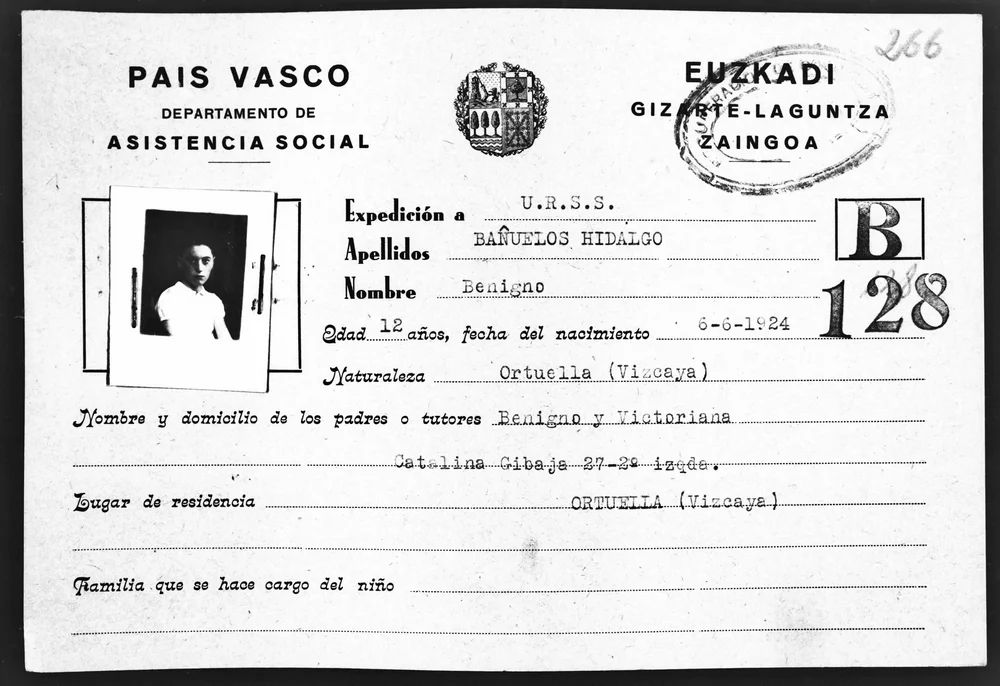 266
PAIS VASCO
DEPARTAMENTO DE
ASISTENCIA SOCIAL
EUZKADI
GIZARTE-LAGUNTZA
ZAINGOA
Expedición a U.R.S.S.
Apellidos BAÑUELOS HIDALGO
Nombre Benigno
B
128
Edad 12 años, fecha del nacimiento 6-6-1924
Naturaleza Ortuella (Vizcaya)
Nombre y domicilio de los padres o tutores Benigno y Victoriana
Catalina Gibaja 27-2º izqda.
Lugar de residencia ORTUELLA (Vizcaya)
Familia que se hace cargo del niño